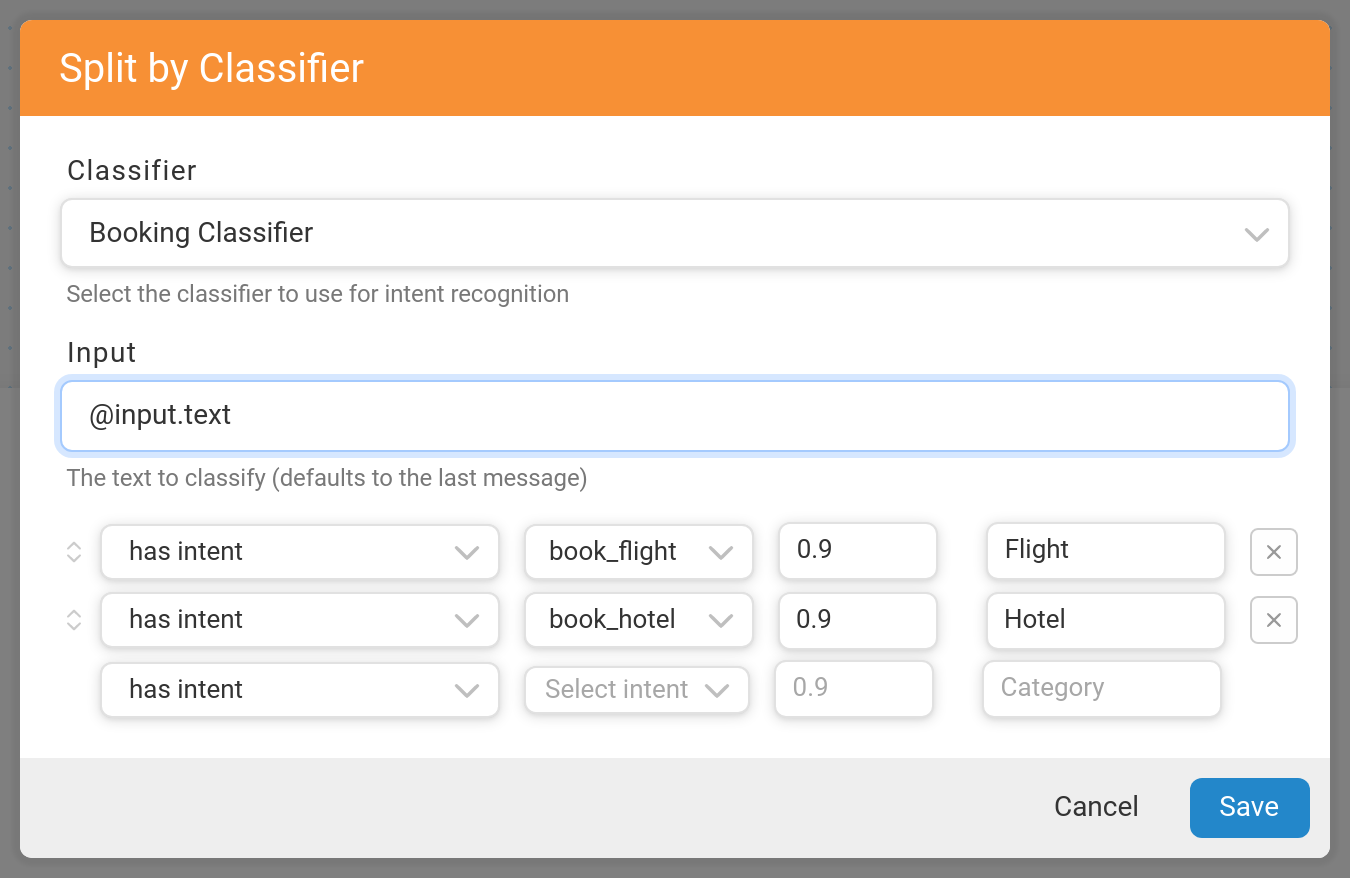 Split by Classifier
Classifier
Booking Classifier
Select the classifier to use for intent recognition
Input
@input.text
The text to classify (defaults to the last message)
has intent book_flight 0.9 Flight
has intent book_hotel 0.9 Hotel
has intent Select intent 0.9 Category
Cancel Save